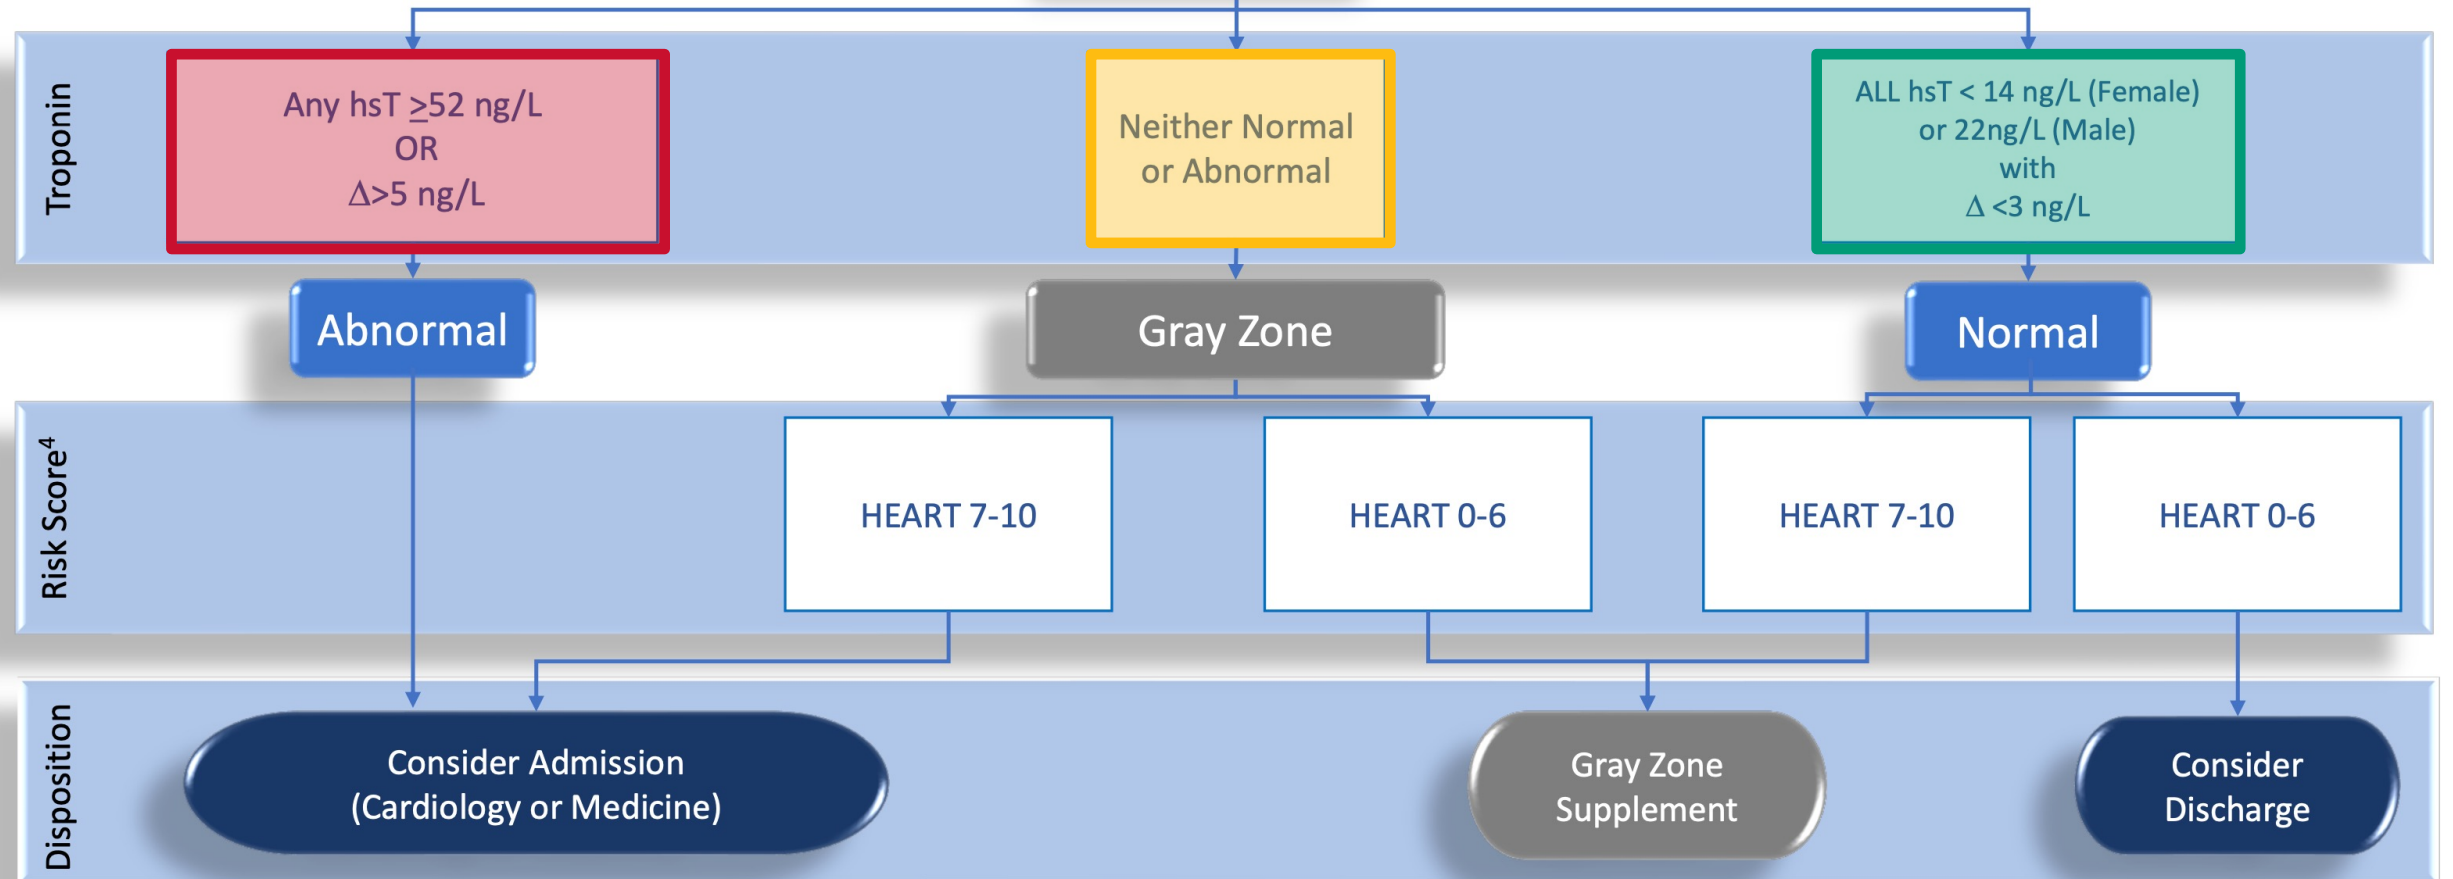 Troponin
Any hsT ≥52 ng/L
OR
Δ>5 ng/L
Neither Normal
or Abnormal
ALL hsT < 14 ng/L (Female)
or 22ng/L (Male)
with
Δ <3 ng/L
Abnormal
Gray Zone
Normal
Risk Score⁴
HEART 7-10
HEART 0-6
HEART 7-10
HEART 0-6
Disposition
Consider Admission
(Cardiology or Medicine)
Gray Zone
Supplement
Consider
Discharge